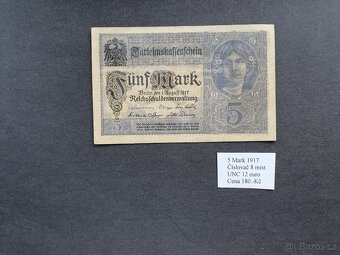 Darlehnskassenschein
Fünf Mark
Berlin, den 1. August 1917
Reichsschuldenverwaltung
5
5 Mark 1917
Číslovač 8 míst
UNC 12 euro
Cena 180.-Kč